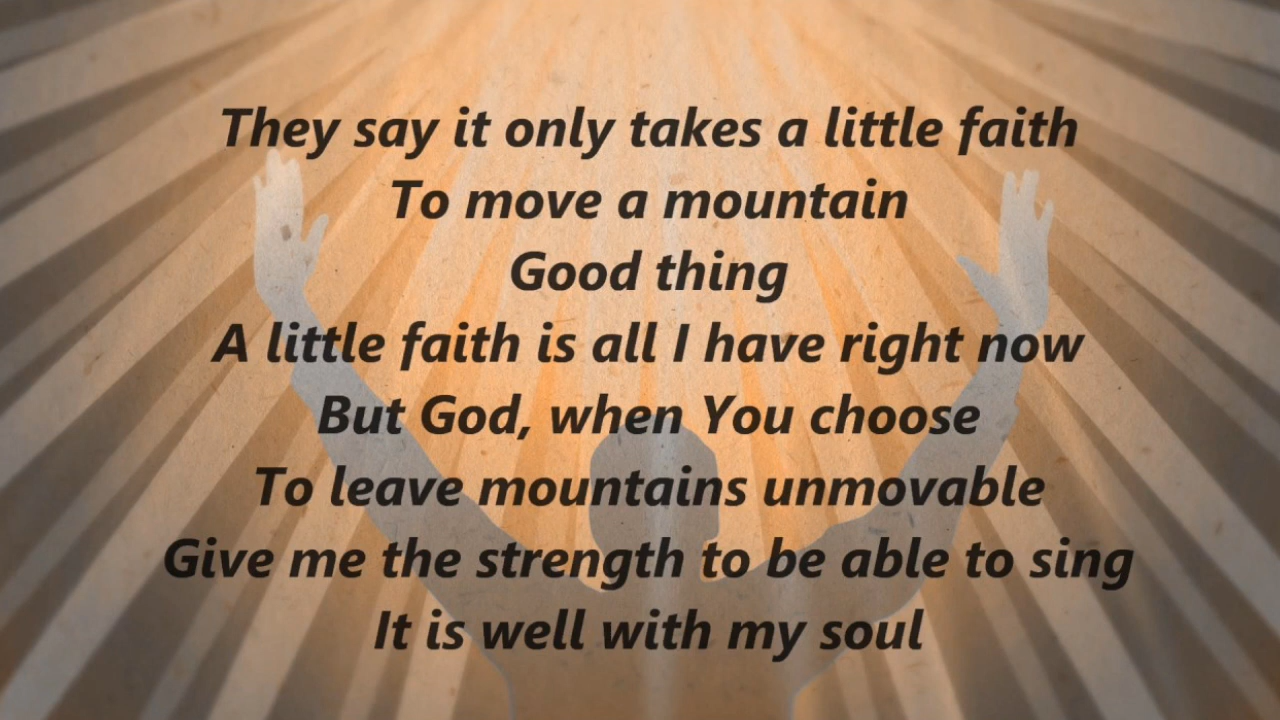 They say it only takes a little faith
To move a mountain
Good thing
A little faith is all I have right now
But God, when You choose
To leave mountains unmovable
Give me the strength to be able to sing
It is well with my soul